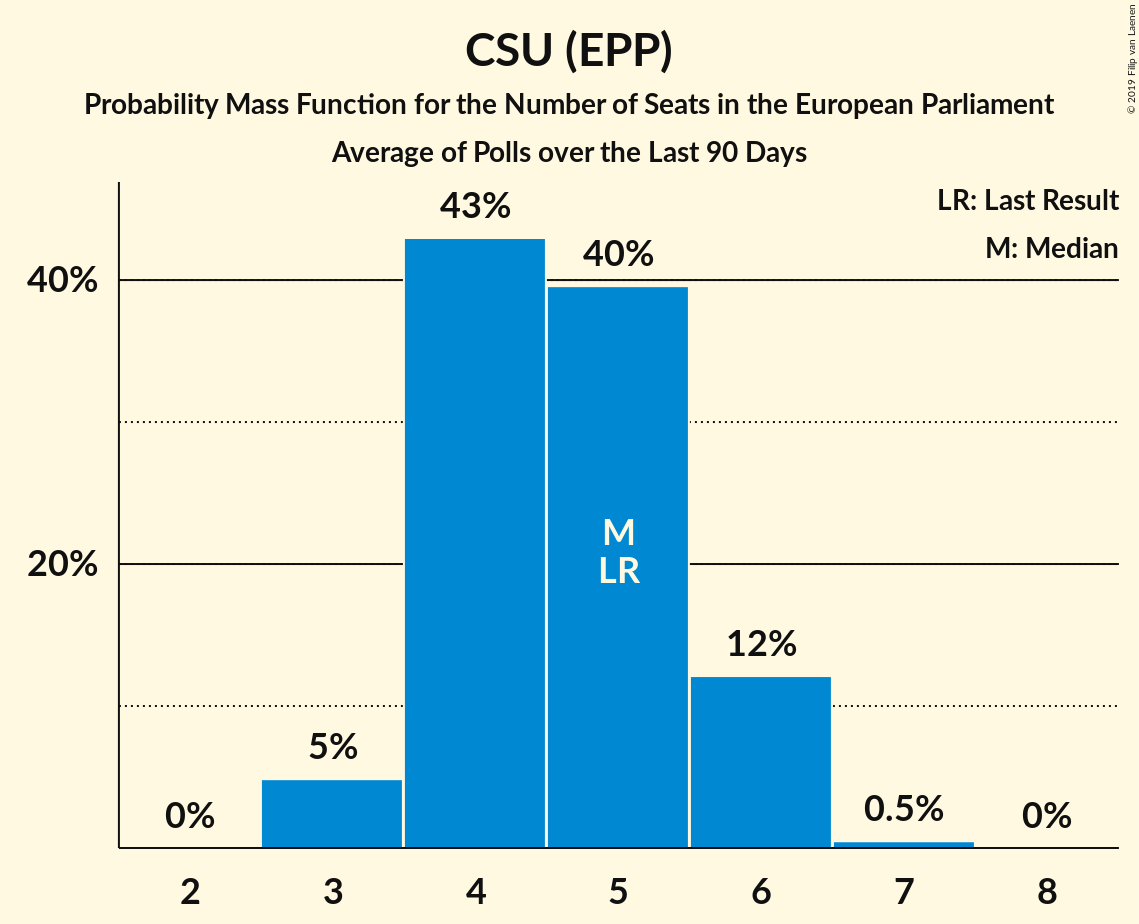 CSU (EPP)
Probability Mass Function for the Number of Seats in the European Parliament
Average of Polls over the Last 90 Days
© 2019 Filip van Laenen
LR: Last Result
M: Median
43%
40%
40%
M
LR
20%
12%
5%
0%
0.5%
0%
2 3 4 5 6 7 8